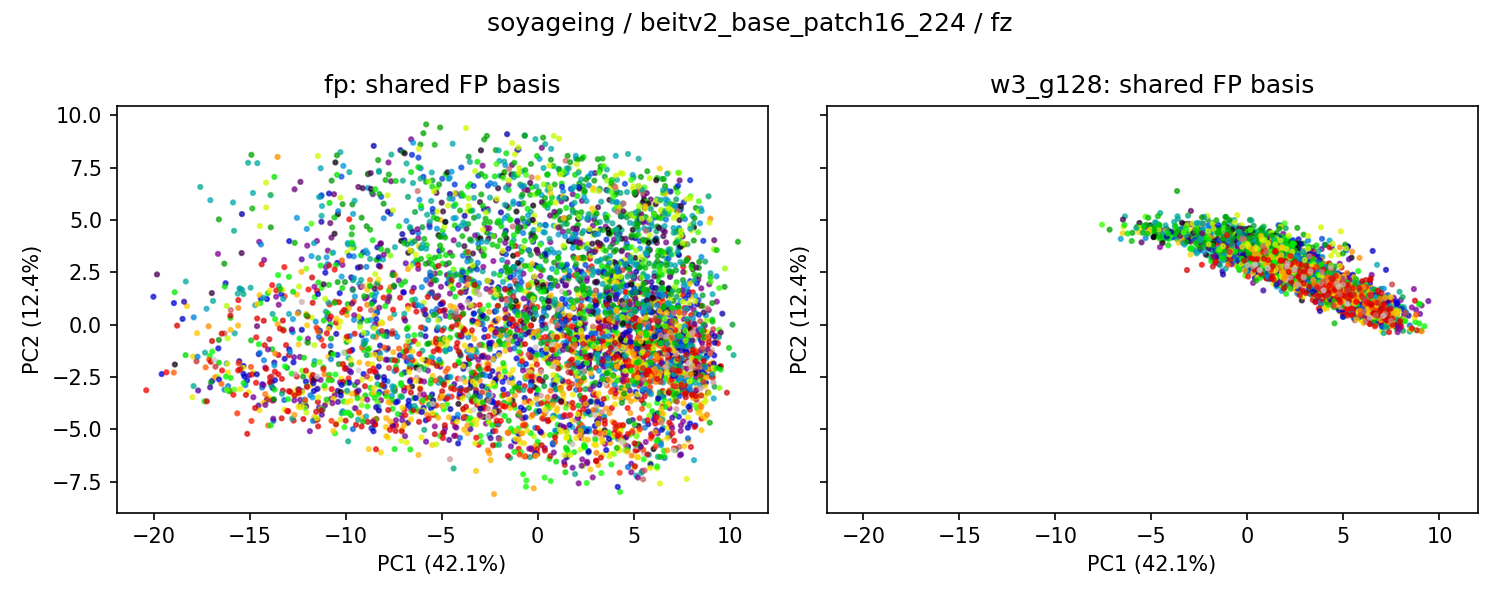 soyageing / beitv2_base_patch16_224 / fz
fp: shared FP basis
w3_g128: shared FP basis
10.0
7.5
5.0
2.5
0.0
−2.5
−5.0
−7.5
PC2 (12.4%)
PC2 (12.4%)
−20 −15 −10 −5 0 5 10
−20 −15 −10 −5 0 5 10
PC1 (42.1%)
PC1 (42.1%)